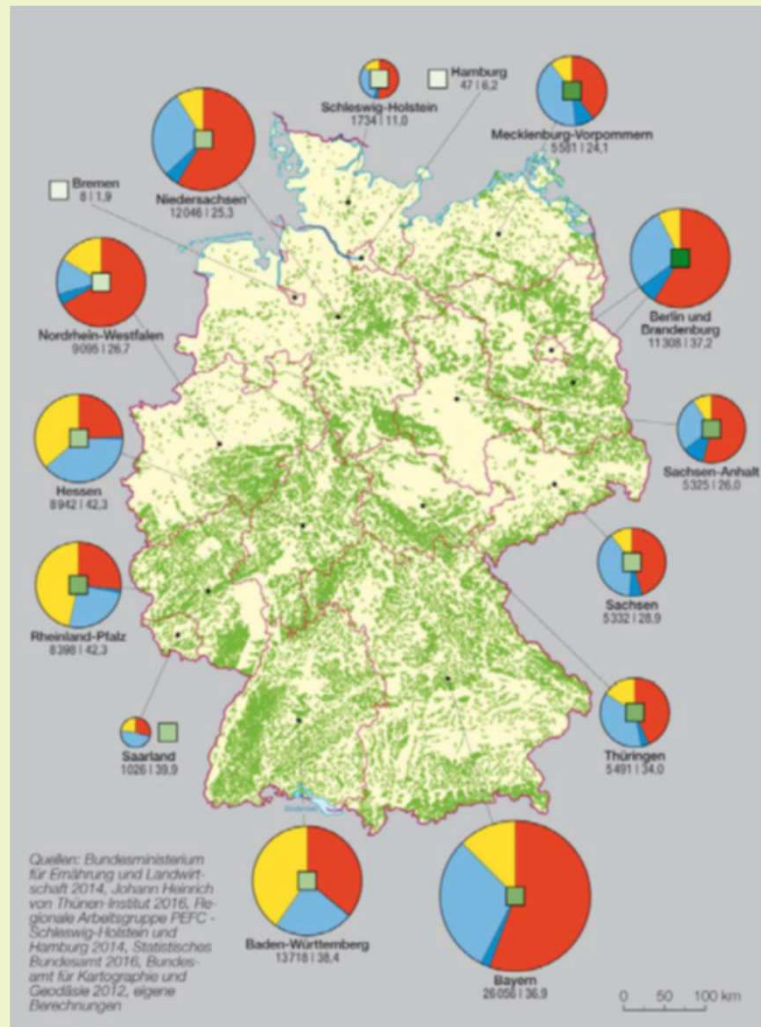 Schleswig-Holstein
1734 | 11,0
Hamburg
47 | 6,2
Mecklenburg-Vorpommern
5581 | 24,1
Niedersachsen
12046 | 25,3
Bremen
8 | 1,9
Berlin und
Brandenburg
11308 | 37,2
Nordrhein-Westfalen
9095 | 26,7
Hessen
8942 | 42,3
Sachsen-Anhalt
5325 | 26,0
Sachsen
5332 | 28,9
Rheinland-Pfalz
8398 | 42,3
Saarland
1026 | 39,9
Thüringen
5491 | 34,0
Baden-Württemberg
13718 | 38,4
Bayern
26056 | 36,9
Quellen: Bundesministerium
für Ernährung und Landwirt-
schaft 2014, Johann Heinrich
von Thünen-Institut 2016, Re-
gionale Arbeitsgruppe PEFC -
Schleswig-Holstein und
Hamburg 2014, Statistisches
Bundesamt 2016, Bundes-
amt für Kartographie und
Geodäsie 2012, eigene
Berechnungen
0 50 100 km